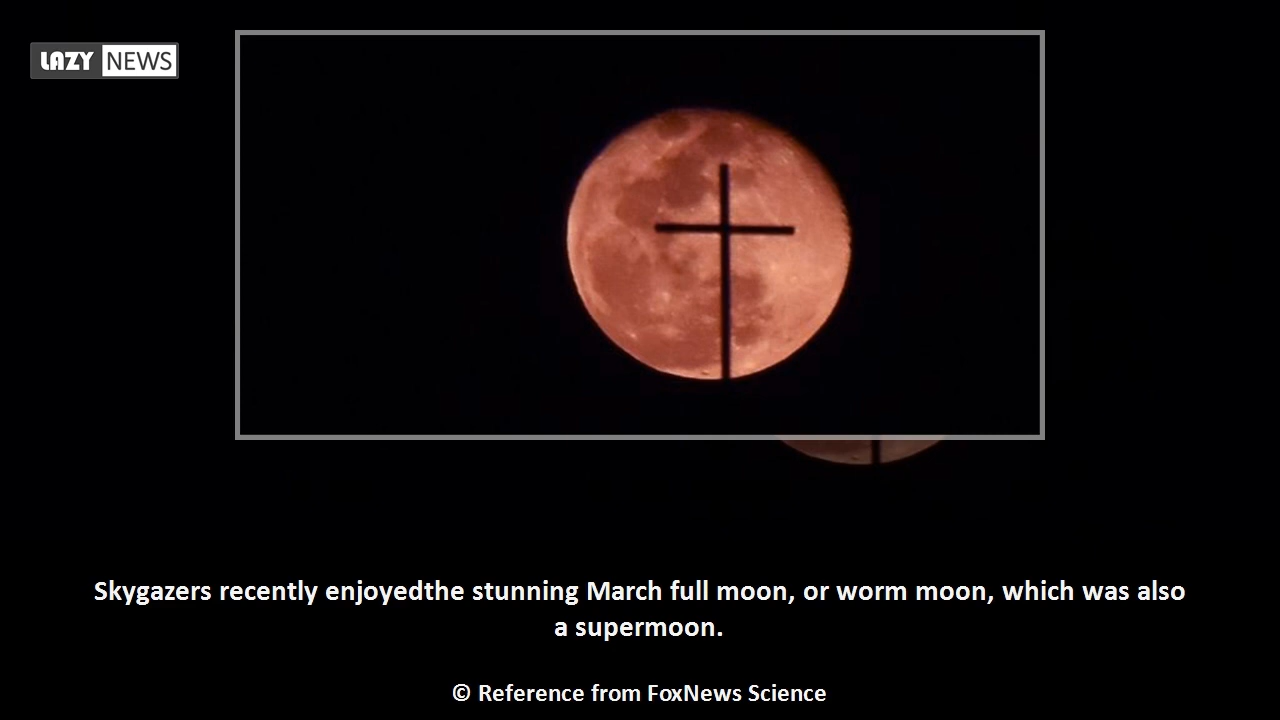 LAZY NEWS
Skygazers recently enjoyedthe stunning March full moon, or worm moon, which was also
a supermoon.
© Reference from FoxNews Science